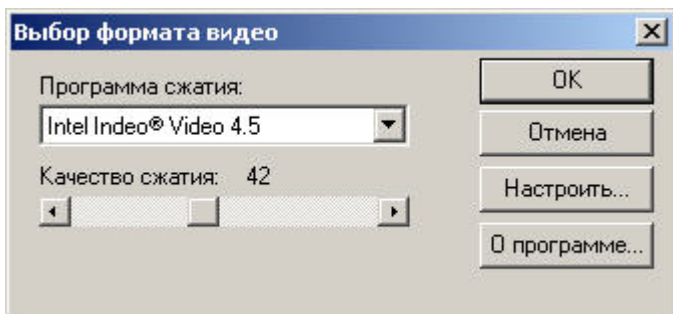 Выбор формата видео
Программа сжатия:
Intel Indeo® Video 4.5
Качество сжатия: 42
OK
Отмена
Настроить...
О программе...